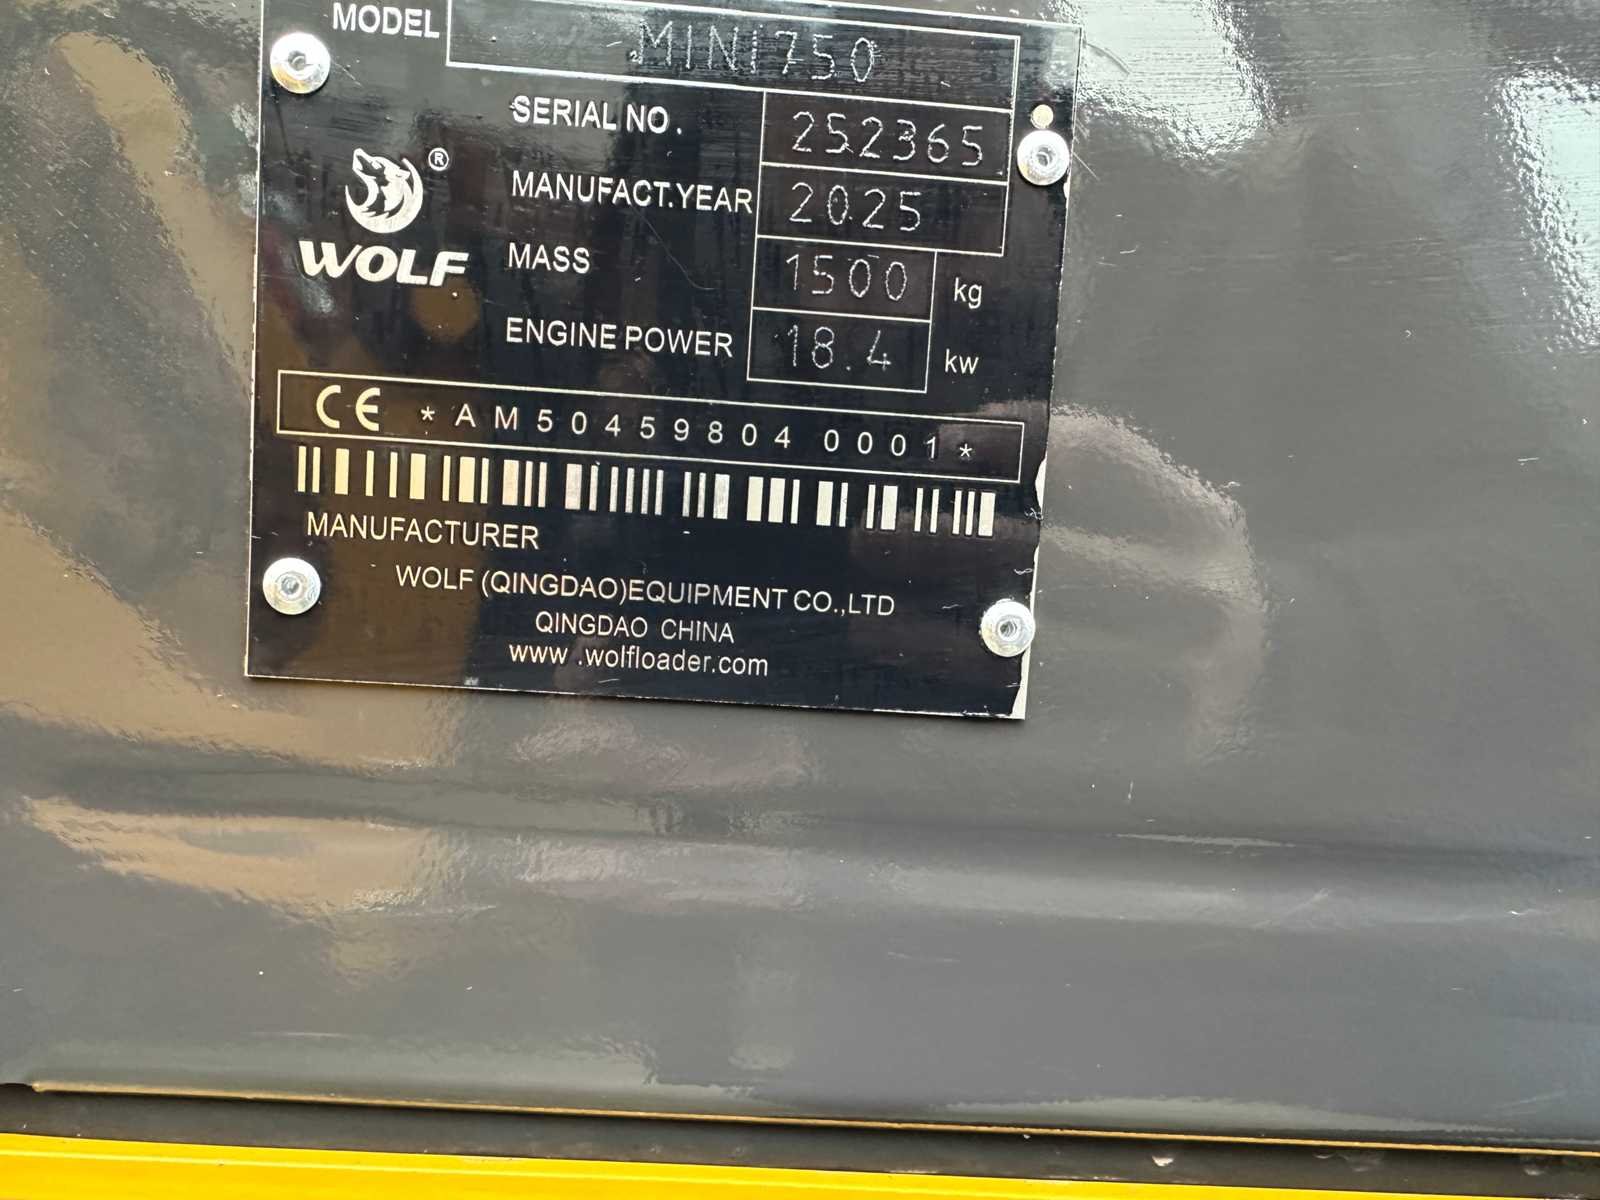 MODEL MINI750
SERIAL NO. 252365
MANUFACT.YEAR 2025
MASS 1500 kg
ENGINE POWER 18.4 kw
® WOLF
CE *AM50459804 0001*
MANUFACTURER
WOLF (QINGDAO)EQUIPMENT CO.,LTD
QINGDAO CHINA
www.wolfloader.com